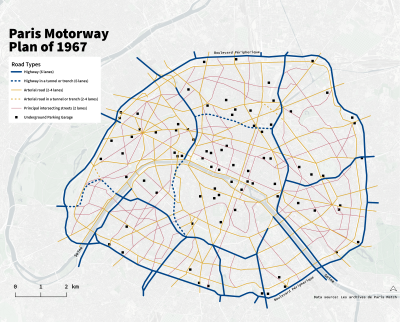 Boulevard Périphérique
Paris Motorway
Plan of 1967
Road Types
Highway (6 lanes)
Highway in a tunnel or trench (6 lanes)
Arterial road (2-4 lanes)
Arterial road in a tunnel or trench (2-4 lanes)
Principal intersecting streets (2 lanes)
Underground Parking Garage
Seine
Seine
Boulevard Périphérique
0 1 2 km
Data source: Les archives de Paris